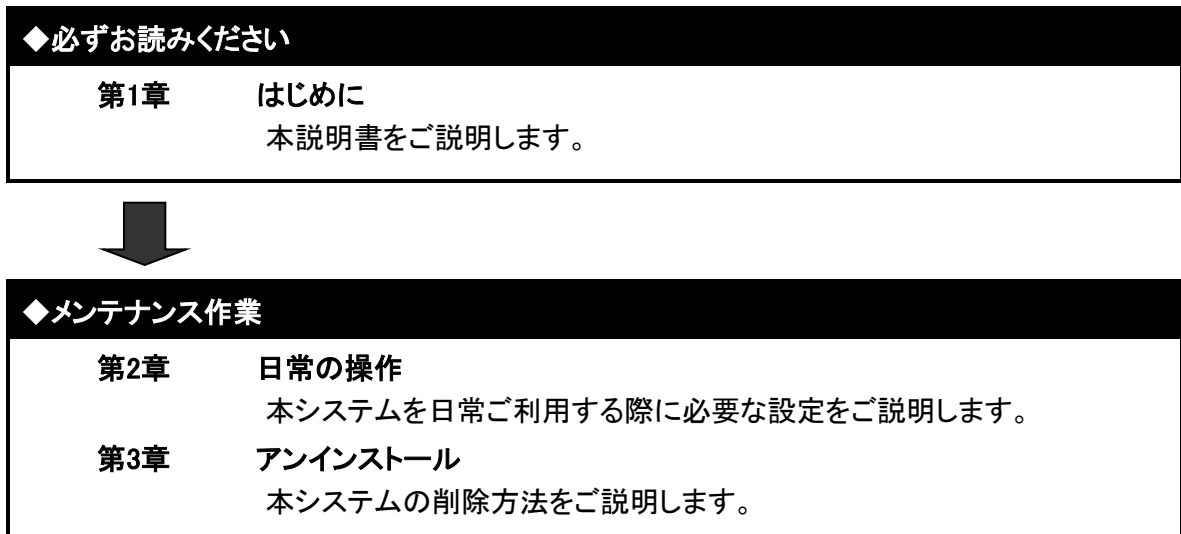 ◆必ずお読みください
第1章 はじめに
本説明書をご説明します。
◆メンテナンス作業
第2章 日常の操作
本システムを日常ご利用する際に必要な設定をご説明します。
第3章 アンインストール
本システムの削除方法をご説明します。